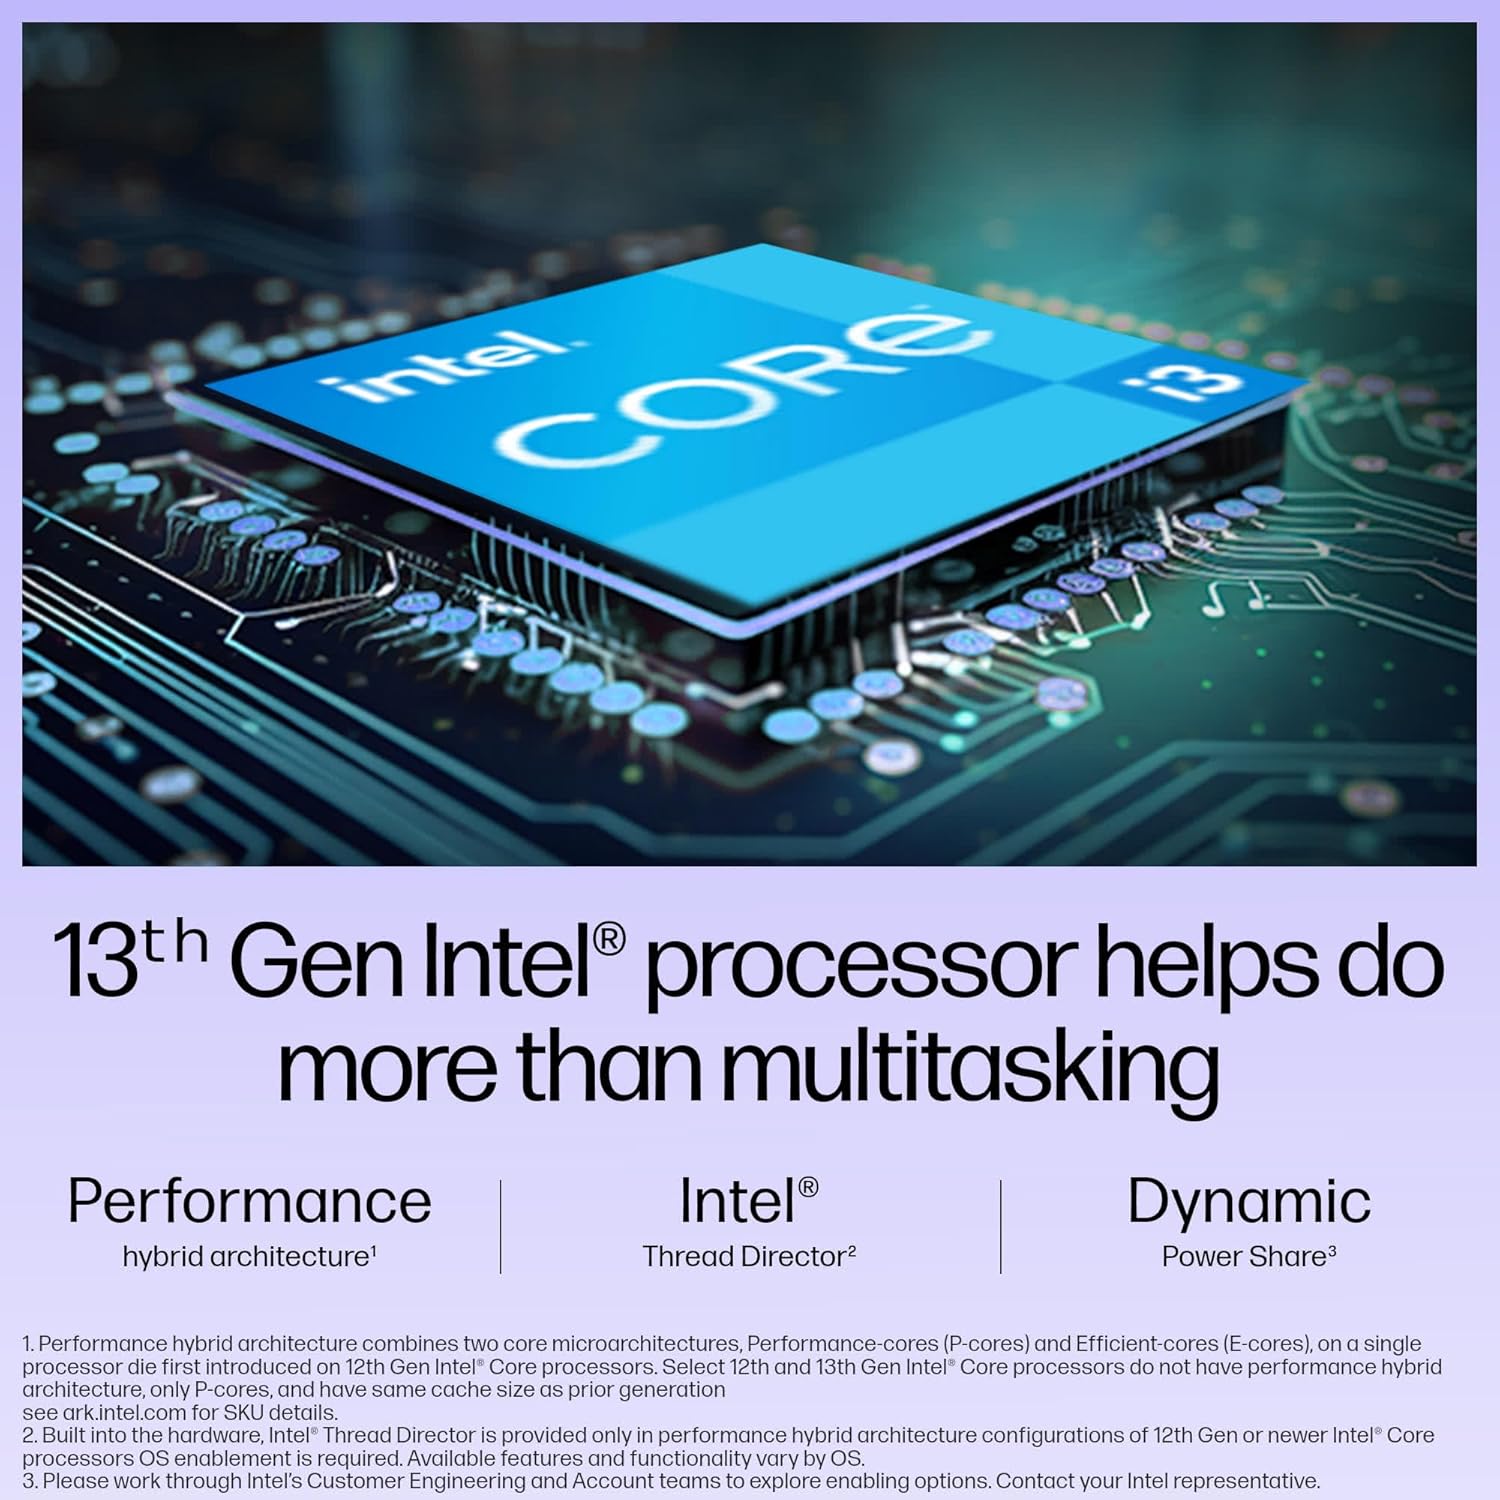 intel.
CORE
i3
13th Gen Intel® processor helps do
more than multitasking
Performance
hybrid architecture¹
Intel®
Thread Director²
Dynamic
Power Share³
1. Performance hybrid architecture combines two core microarchitectures, Performance-cores (P-cores) and Efficient-cores (E-cores), on a single
processor die first introduced on 12th Gen Intel® Core processors. Select 12th and 13th Gen Intel® Core processors do not have performance hybrid
architecture, only P-cores, and have same cache size as prior generation
see ark.intel.com for SKU details.
2. Built into the hardware, Intel® Thread Director is provided only in performance hybrid architecture configurations of 12th Gen or newer Intel® Core
processors OS enablement is required. Available features and functionality vary by OS.
3. Please work through Intel's Customer Engineering and Account teams to explore enabling options. Contact your Intel representative.